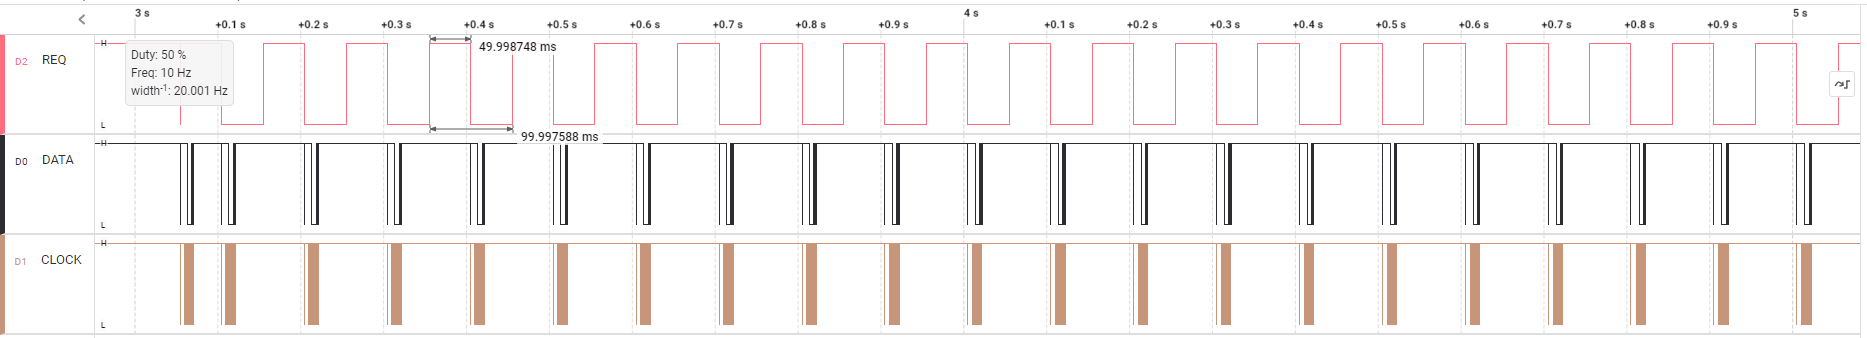 3 s
+0.1 s +0.2 s +0.3 s +0.4 s +0.5 s +0.6 s +0.7 s +0.8 s +0.9 s
4 s
+0.1 s +0.2 s +0.3 s +0.4 s +0.5 s +0.6 s +0.7 s +0.8 s +0.9 s
5 s
D2 REQ
H
L
Duty: 50 %
Freq: 10 Hz
width-1: 20.001 Hz
49.998748 ms
99.997588 ms
D0 DATA
H
L
D1 CLOCK
H
L